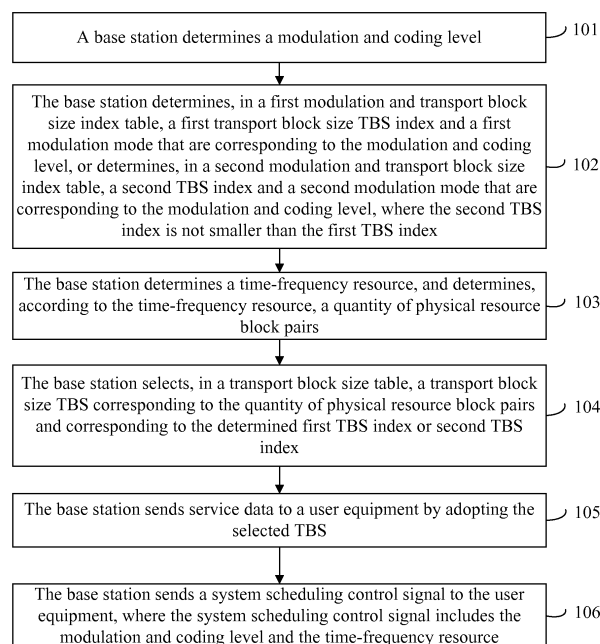 A base station determines a modulation and coding level
101
The base station determines, in a first modulation and transport block
size index table, a first transport block size TBS index and a first
modulation mode that are corresponding to the modulation and coding
level, or determines, in a second modulation and transport block size
index table, a second TBS index and a second modulation mode that are
corresponding to the modulation and coding level, where the second TBS
index is not smaller than the first TBS index
102
The base station determines a time-frequency resource, and determines,
according to the time-frequency resource, a quantity of physical resource
block pairs
103
The base station selects, in a transport block size table, a transport block
size TBS corresponding to the quantity of physical resource block pairs
and corresponding to the determined first TBS index or second TBS
index
104
The base station sends service data to a user equipment by adopting the
selected TBS
105
The base station sends a system scheduling control signal to the user
equipment, where the system scheduling control signal includes the
modulation and coding level and the time-frequency resource
106